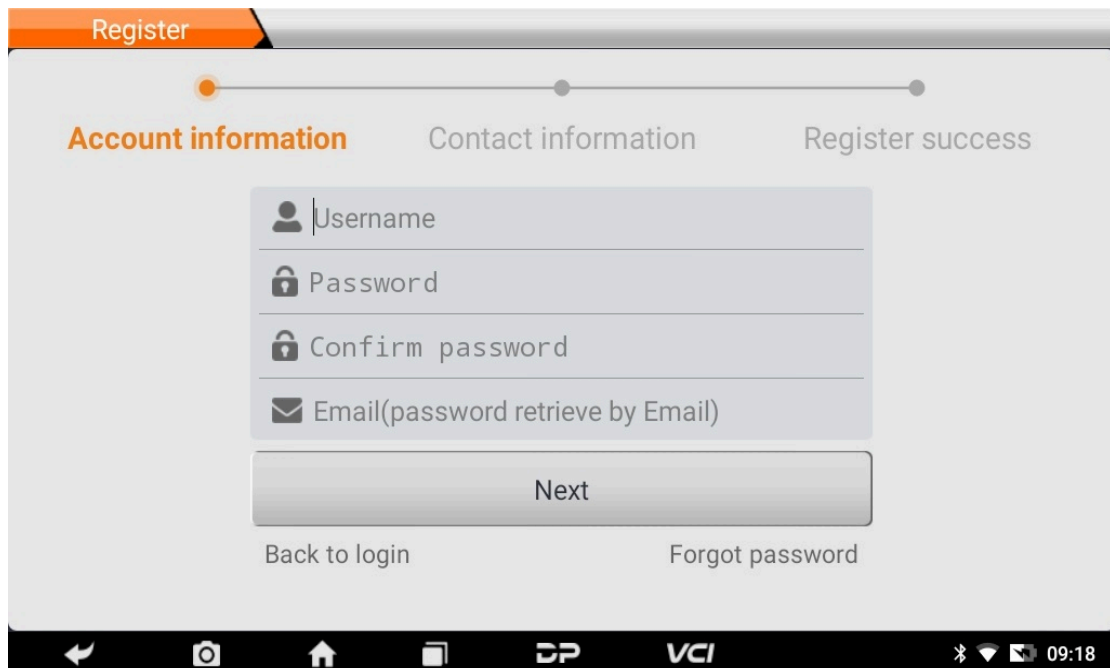 Register
Account information
Contact information
Register success
Username
Password
Confirm password
Email(password retrieve by Email)
Next
Back to login
Forgot password
DP
VCI
09:18